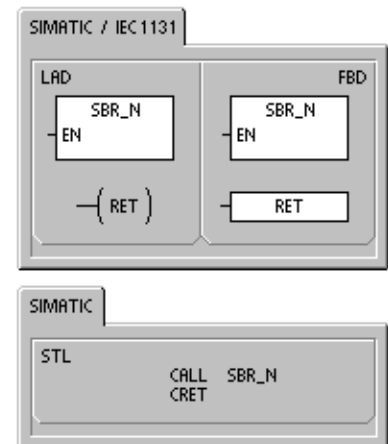 SIMATIC / IEC1131
LAD
FBD
SBR_N
EN
SBR_N
EN
RET
RET
SIMATIC
STL
CALL SBR_N
CRET